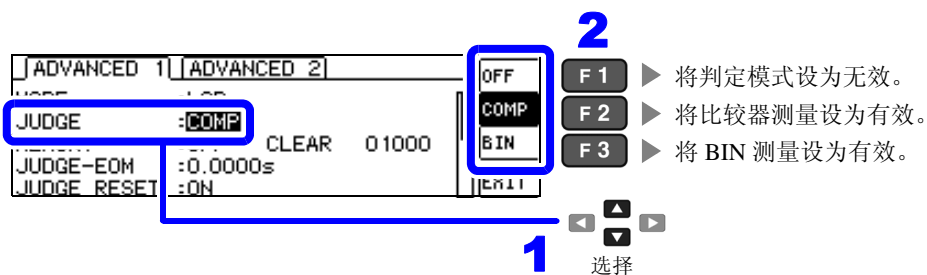 2
ADVANCED 1 ADVANCED 2
OFF
F1 将判定模式设为无效。
JUDGE :COMP
COMP
F2 将比较器测量设为有效。
CLEAR 01000
BIN
F3 将 BIN 测量设为有效。
JUDGE-EOM :0.0000s
JUDGE RESET :ON
EXIT
1
选择